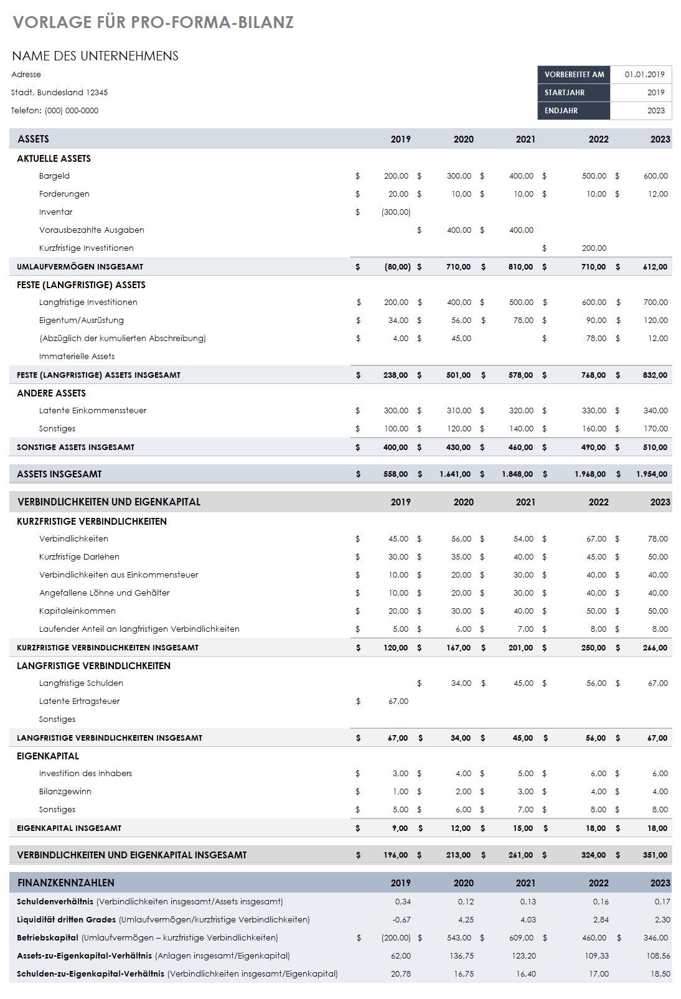 VORLAGE FÜR PRO-FORMA-BILANZ
NAME DES UNTERNEHMENS
Adresse
VORBEREITET AM 01.01.2019
Stadt, Bundesland 12345
STARTJAHR 2019
Telefon: (000) 000-0000
ENDJAHR 2023
ASSETS 2019 2020 2021 2022 2023
AKTUELLE ASSETS
Bargeld $ 200,00 $ 300,00 $ 400,00 $ 500,00 $ 600,00
Forderungen $ 20,00 $ 10,00 $ 10,00 $ 10,00 $ 12,00
Inventar $ (300,00)
Vorausbezahlte Ausgaben $ 400,00 $ 400,00
Kurzfristige Investitionen $ 200,00
UMLAUFVERMÖGEN INSGESAMT $ (80,00) $ 710,00 $ 810,00 $ 710,00 $ 612,00
FESTE (LANGFRISTIGE) ASSETS
Langfristige Investitionen $ 200,00 $ 400,00 $ 500,00 $ 600,00 $ 700,00
Eigentum/Ausrüstung $ 34,00 $ 56,00 $ 78,00 $ 90,00 $ 120,00
(Abzüglich der kumulierten Abschreibung) $ 4,00 $ 45,00 $ 78,00 $ 12,00
Immaterielle Assets
FESTE (LANGFRISTIGE) ASSETS INSGESAMT $ 238,00 $ 501,00 $ 578,00 $ 768,00 $ 832,00
ANDERE ASSETS
Latente Einkommenssteuer $ 300,00 $ 310,00 $ 320,00 $ 330,00 $ 340,00
Sonstiges $ 100,00 $ 120,00 $ 140,00 $ 160,00 $ 170,00
SONSTIGE ASSETS INSGESAMT $ 400,00 $ 430,00 $ 460,00 $ 490,00 $ 510,00
ASSETS INSGESAMT $ 558,00 $ 1.641,00 $ 1.848,00 $ 1.968,00 $ 1.954,00
VERBINDLICHKEITEN UND EIGENKAPITAL 2019 2020 2021 2022 2023
KURZFRISTIGE VERBINDLICHKEITEN
Verbindlichkeiten $ 45,00 $ 56,00 $ 54,00 $ 67,00 $ 78,00
Kurzfristige Darlehen $ 30,00 $ 35,00 $ 40,00 $ 45,00 $ 50,00
Verbindlichkeiten aus Einkommensteuer $ 10,00 $ 20,00 $ 30,00 $ 40,00 $ 40,00
Angefallene Löhne und Gehälter $ 10,00 $ 20,00 $ 30,00 $ 40,00 $ 40,00
Kapitaleinkommen $ 20,00 $ 30,00 $ 40,00 $ 50,00 $ 50,00
Laufender Anteil an langfristigen Verbindlichkeiten $ 5,00 $ 6,00 $ 7,00 $ 8,00 $ 8,00
KURZFRISTIGE VERBINDLICHKEITEN INSGESAMT $ 120,00 $ 167,00 $ 201,00 $ 250,00 $ 266,00
LANGFRISTIGE VERBINDLICHKEITEN
Langfristige Schulden $ 34,00 $ 45,00 $ 56,00 $ 67,00
Latente Ertragsteuer $ 67,00
Sonstiges
LANGFRISTIGE VERBINDLICHKEITEN INSGESAMT $ 67,00 $ 34,00 $ 45,00 $ 56,00 $ 67,00
EIGENKAPITAL
Investition des Inhabers $ 3,00 $ 4,00 $ 5,00 $ 6,00 $ 6,00
Bilanzgewinn $ 1,00 $ 2,00 $ 3,00 $ 4,00 $ 4,00
Sonstiges $ 5,00 $ 6,00 $ 7,00 $ 8,00 $ 8,00
EIGENKAPITAL INSGESAMT $ 9,00 $ 12,00 $ 15,00 $ 18,00 $ 18,00
VERBINDLICHKEITEN UND EIGENKAPITAL INSGESAMT $ 196,00 $ 213,00 $ 261,00 $ 324,00 $ 351,00
FINANZKENNZAHLEN 2019 2020 2021 2022 2023
Schuldenverhältnis (Verbindlichkeiten insgesamt/Assets insgesamt) 0,34 0,12 0,13 0,16 0,17
Liquidität dritten Grades (Umlaufvermögen/kurzfristige Verbindlichkeiten) -0,67 4,25 4,03 2,84 2,30
Betriebskapital (Umlaufvermögen – kurzfristige Verbindlichkeiten) $ (200,00) $ 543,00 $ 609,00 $ 460,00 $ 346,00
Assets-zu-Eigenkapital-Verhältnis (Anlagen insgesamt/Eigenkapital) 62,00 136,75 123,20 109,33 108,56
Schulden-zu-Eigenkapital-Verhältnis (Verbindlichkeiten insgesamt/Eigenkapital) 20,78 16,75 16,40 17,00 18,50